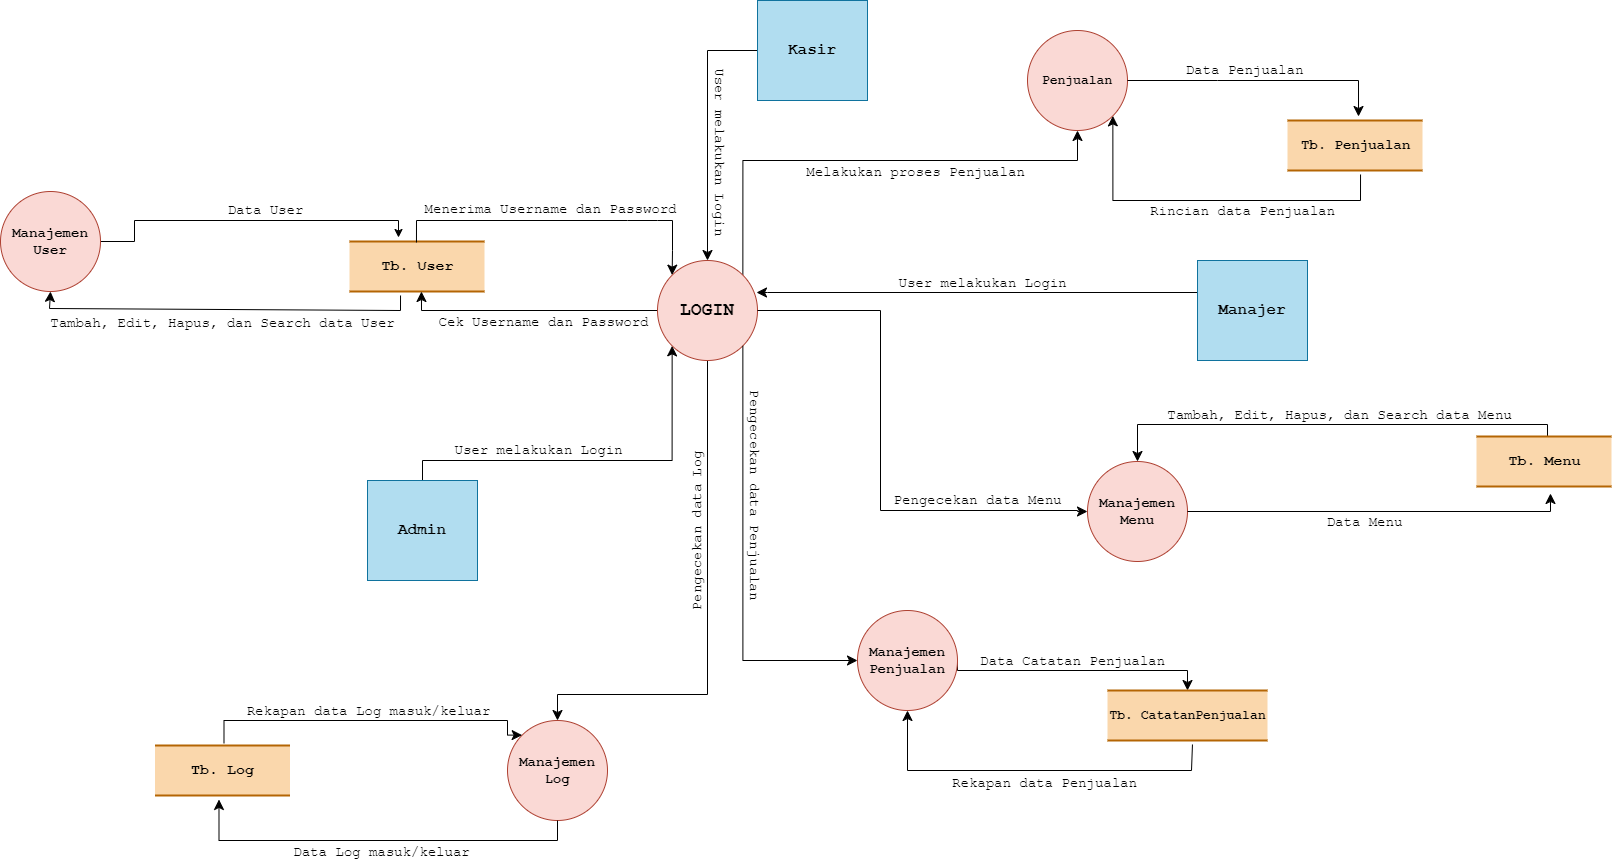 Kasir
User melakukan Login
Penjualan
Data Penjualan
Tb. Penjualan
Melakukan proses Penjualan
Rincian data Penjualan
Manajemen
User
Data User
Menerima Username dan Password
Tb. User
Tambah, Edit, Hapus, dan Search data User
Cek Username dan Password
LOGIN
User melakukan Login
Manajer
Tambah, Edit, Hapus, dan Search data Menu
Tb. Menu
Pengecekan data Menu
Manajemen
Menu
Data Menu
User melakukan Login
Admin
Pengecekan data Log
Pengecekan data Penjualan
Manajemen
Penjualan
Data Catatan Penjualan
Tb. CatatanPenjualan
Rekapan data Penjualan
Rekapan data Log masuk/keluar
Tb. Log
Manajemen
Log
Data Log masuk/keluar